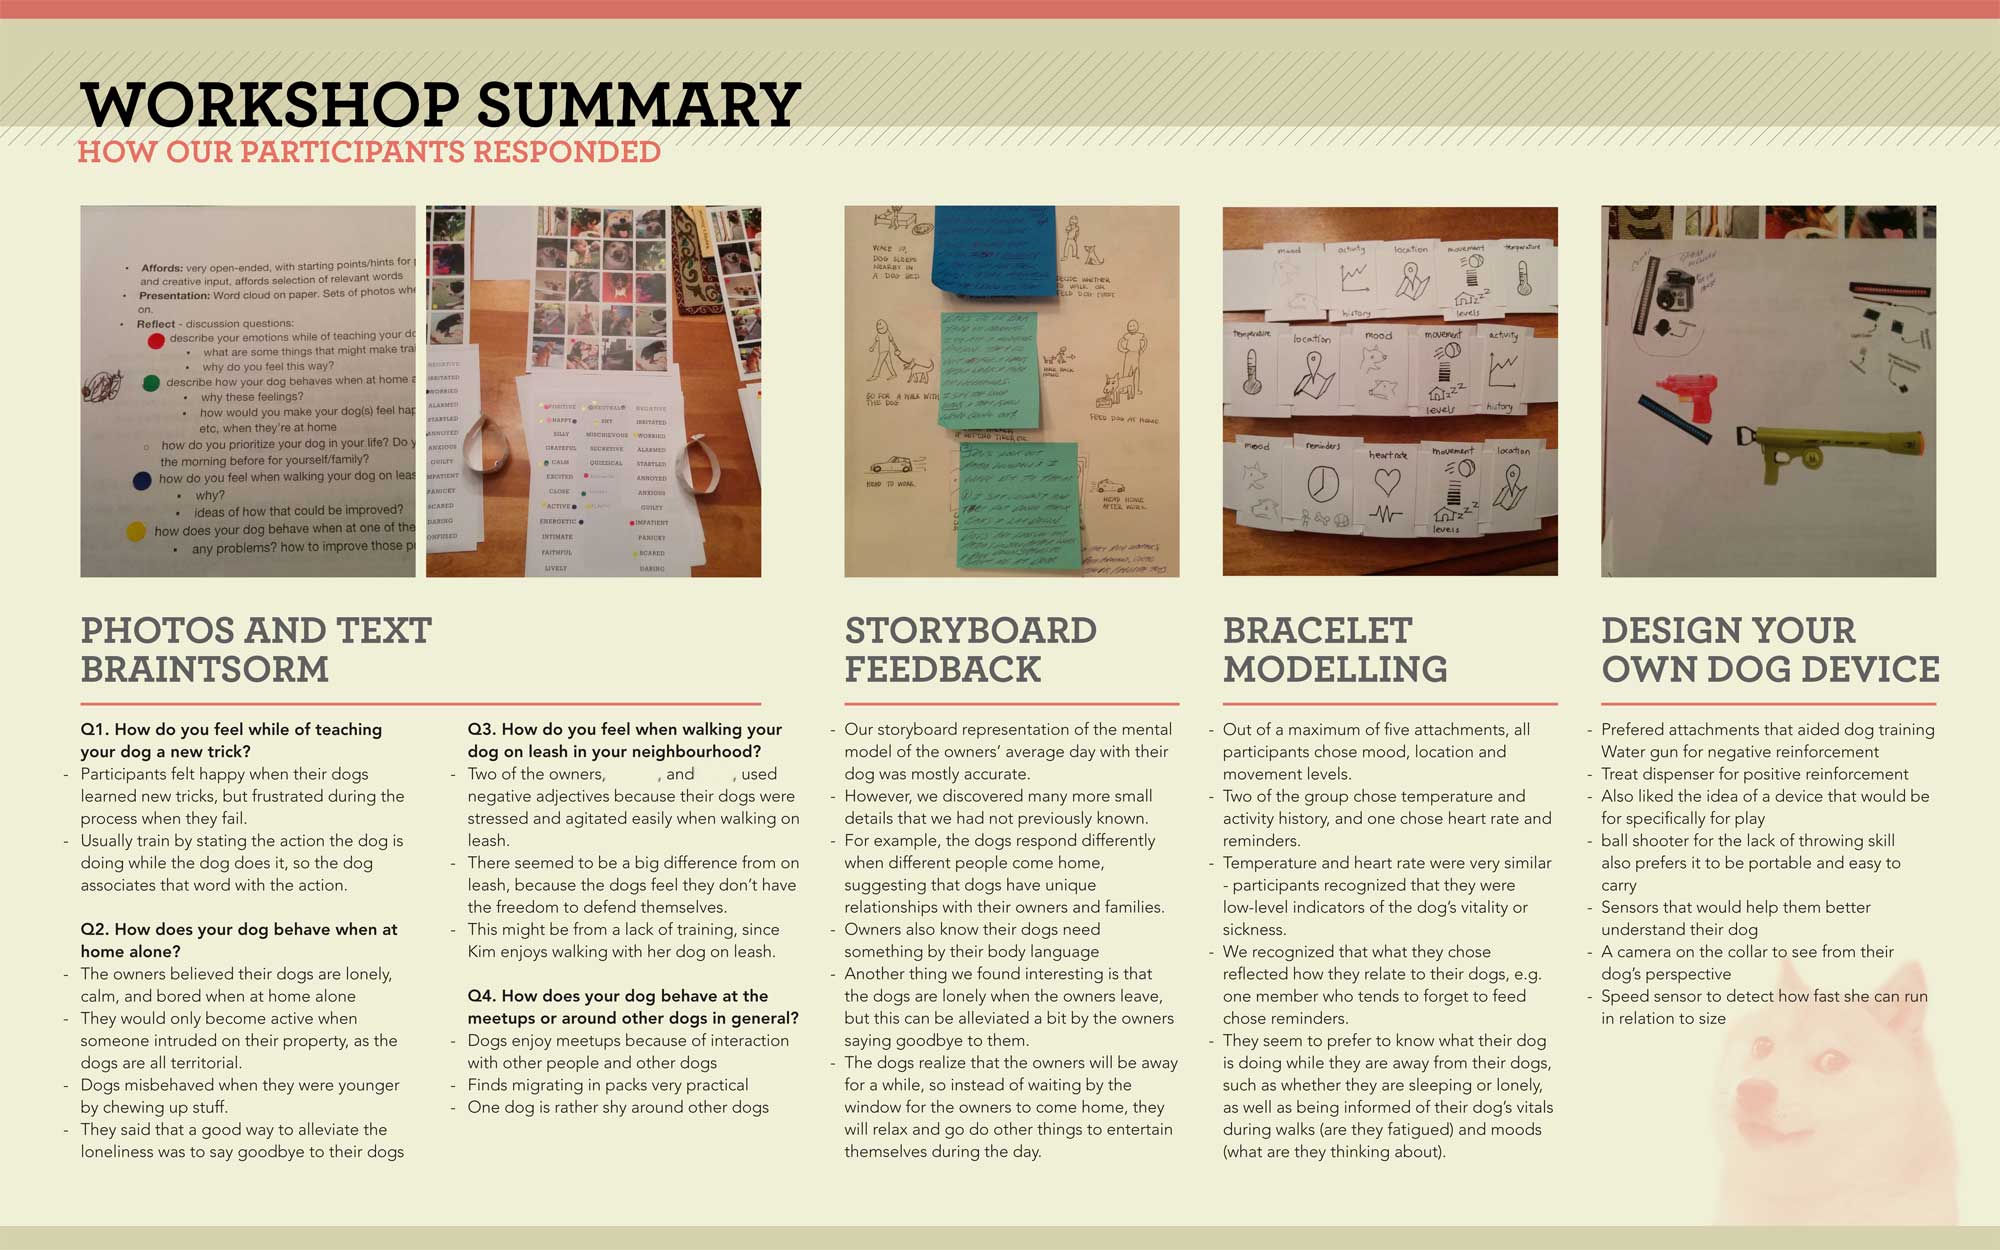 WORKSHOP SUMMARY
HOW OUR PARTICIPANTS RESPONDED
• Affords: very open-ended, with starting points/hints for
and creative input, affords selection of relevant words
• Presentation: Word cloud on paper. Sets of photos
on.
• Reflect - discussion questions:
describe your emotions while of teaching your
• what are some things that might make
• why do you feel this way?
describe how your dog behaves when at home
• why these feelings?
• how would you make your dog(s) feel
etc, when they're at home
how do you prioritize your dog in your life? Do
the morning before for yourself/family?
how do you feel when walking your dog on
• why?
• ideas of how that could be improved?
how does your dog behave when at one of the
• any problems? how to improve those
NEGATIVE
IRRITATED
WORRIED
ALARMED
STARTLED
ANNOYED
ANXIOUS
GUILTY
IMPATIENT
PANICKY
SCARED
DARING
CONFUSED
POSITIVE NEUTRAL NEGATIVE
HAPPY SHY IRRITATED
SILLY MISCHIEVOUS WORRIED
GRATEFUL SECRETIVE ALARMED
CALM QUIZICAL STARTLED
EXCITED ANNOYED
CLOSE ANXIOUS
ACTIVE GUILTY
ENERGETIC IMPATIENT
INTIMATE PANICKY
FAITHFUL SCARED
LIVELY DARING
WAKE UP,
DOG SLEEPS
NEARBY IN
A DOG BED
DECIDE WHETHER
TO WALK OR
FEED DOG FIRST
GO FOR A WALK WITH
THE DOG
WALK BACK
HOME
FEED DOG AT HOME
HEAD TO WORK
HEAD HOME
AFTER WORK
mood activity location movement temperature
history levels
temperature location mood movement activity
levels history
mood reminders heart rate movement location
levels
PHOTOS AND TEXT
BRAINTSORM
Q1. How do you feel while of teaching
your dog a new trick?
- Participants felt happy when their dogs
learned new tricks, but frustrated during the
process when they fail.
- Usually train by stating the action the dog is
doing while the dog does it, so the dog
associates that word with the action.
Q2. How does your dog behave when at
home alone?
- The owners believed their dogs are lonely,
calm, and bored when at home alone
- They would only become active when
someone intruded on their property, as the
dogs are all territorial.
- Dogs misbehaved when they were younger
by chewing up stuff.
- They said that a good way to alleviate the
loneliness was to say goodbye to their dogs
Q3. How do you feel when walking your
dog on leash in your neighbourhood?
- Two of the owners, , and , used
negative adjectives because their dogs were
stressed and agitated easily when walking on
leash.
- There seemed to be a big difference from on
leash, because the dogs feel they don't have
the freedom to defend themselves.
- This might be from a lack of training, since
Kim enjoys walking with her dog on leash.
Q4. How does your dog behave at the
meetups or around other dogs in general?
- Dogs enjoy meetups because of interaction
with other people and other dogs
- Finds migrating in packs very practical
- One dog is rather shy around other dogs
STORYBOARD
FEEDBACK
- Our storyboard representation of the mental
model of the owners' average day with their
dog was mostly accurate.
- However, we discovered many more small
details that we had not previously known.
- For example, the dogs respond differently
when different people come home,
suggesting that dogs have unique
relationships with their owners and families.
- Owners also know their dogs need
something by their body language
- Another thing we found interesting is that
the dogs are lonely when the owners leave,
but this can be alleviated a bit by the owners
saying goodbye to them.
- The dogs realize that the owners will be away
for a while, so instead of waiting by the
window for the owners to come home, they
will relax and go do other things to entertain
themselves during the day.
BRACELET
MODELLING
- Out of a maximum of five attachments, all
participants chose mood, location and
movement levels.
- Two of the group chose temperature and
activity history, and one chose heart rate and
reminders.
- Temperature and heart rate were very similar
- participants recognized that they were
low-level indicators of the dog's vitality or
sickness.
- We recognized that what they chose
reflected how they relate to their dogs, e.g.
one member who tends to forget to feed
chose reminders.
- They seem to prefer to know what their dog
is doing while they are away from their dogs,
such as whether they are sleeping or lonely,
as well as being informed of their dog's vitals
during walks (are they fatigued) and moods
(what are they thinking about).
DESIGN YOUR
OWN DOG DEVICE
- Prefered attachments that aided dog training
Water gun for negative reinforcement
- Treat dispenser for positive reinforcement
- Also liked the idea of a device that would be
for specifically for play
- ball shooter for the lack of throwing skill
also prefers it to be portable and easy to
carry
- Sensors that would help them better
understand their dog
- A camera on the collar to see from their
dog's perspective
- Speed sensor to detect how fast she can run
in relation to size